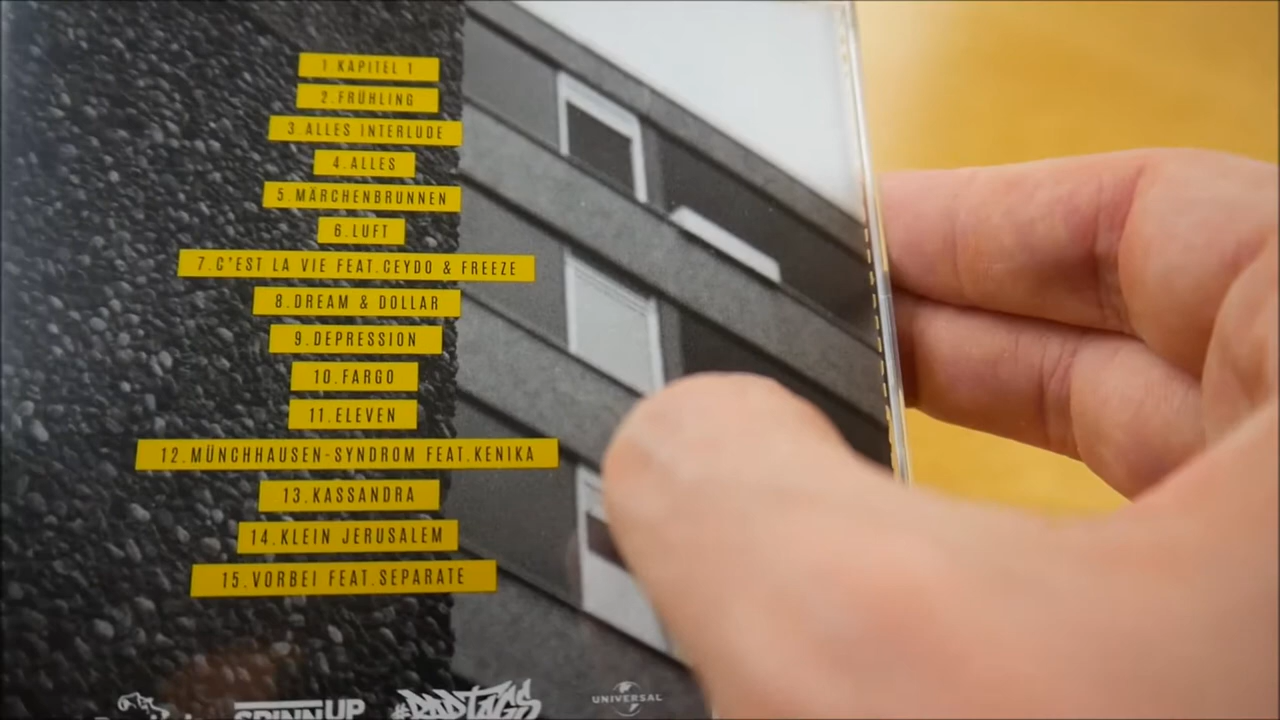 1.KAPITEL 1
2.FRÜHLING
3.ALLES INTERLUDE
4.ALLES
5.MÄRCHENBRUNNEN
6.LUFT
7.C'EST LA VIE FEAT.CEYDO & FREEZE
8.DREAM & DOLLAR
9.DEPRESSION
10.FARGO
11.ELEVEN
12.MÜNCHHAUSEN-SYNDROM FEAT.KENIKA
13.KASSANDRA
14.KLEIN JERUSALEM
15.VORBEI FEAT.SEPARATE
SPINNUP
#RAPTAGS
UNIVERSAL